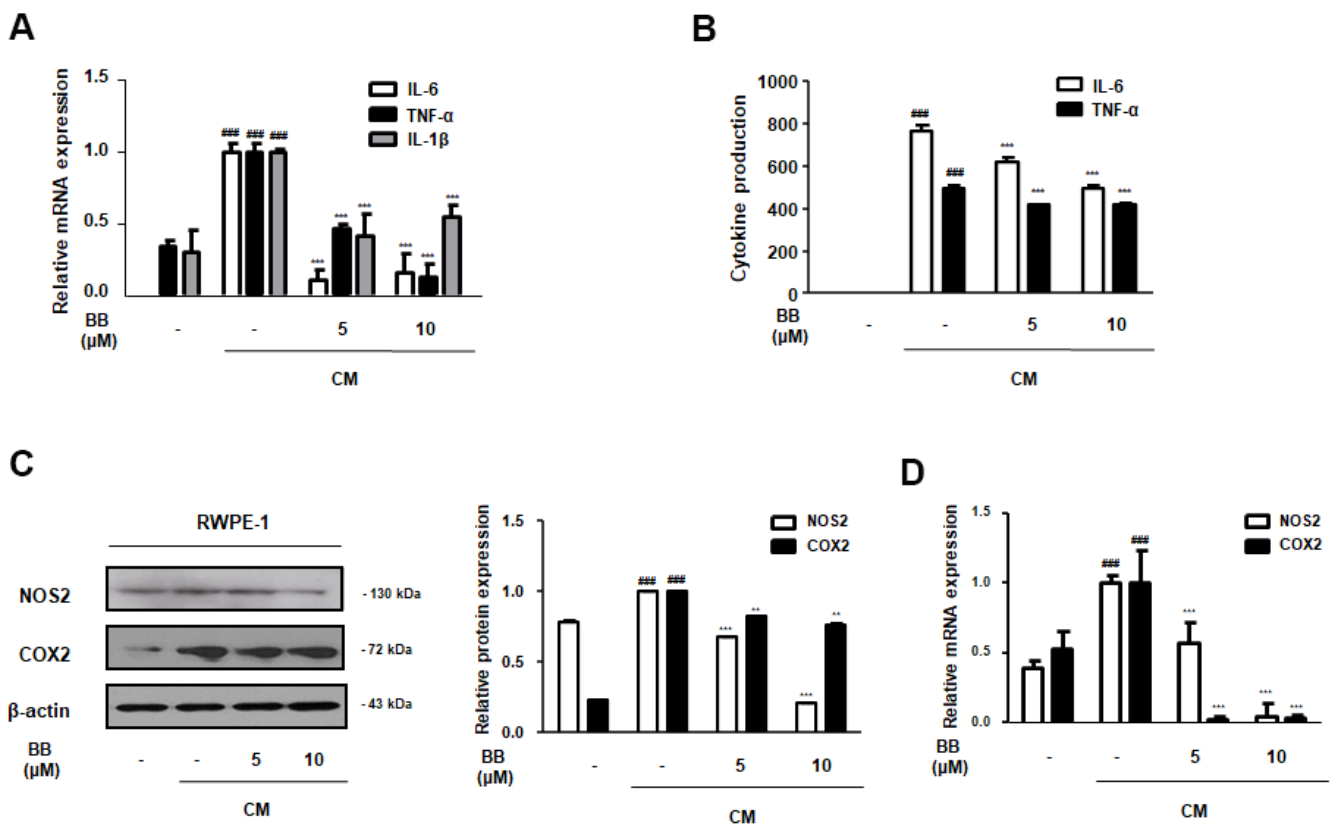 A
Relative mRNA expression
1.5
1.0
0.5
0.0
IL-6
TNF-α
IL-1β
### ### ###
*** *** ***
*** *** ***
BB (µM) - - 5 10
CM
B
Cytokine production
1000
800
600
400
200
0
IL-6
TNF-α
### ###
*** ***
*** ***
BB (µM) - - 5 10
CM
C
RWPE-1
NOS2 - 130 kDa
COX2 - 72 kDa
β-actin - 43 kDa
BB (µM) - - 5 10
CM
Relative protein expression
1.5
1.0
0.5
0.0
NOS2
COX2
### ###
*** **
*** **
BB (µM) - - 5 10
CM
D
Relative mRNA expression
1.5
1.0
0.5
0.0
NOS2
COX2
### ###
*** ***
*** ***
BB (µM) - - 5 10
CM